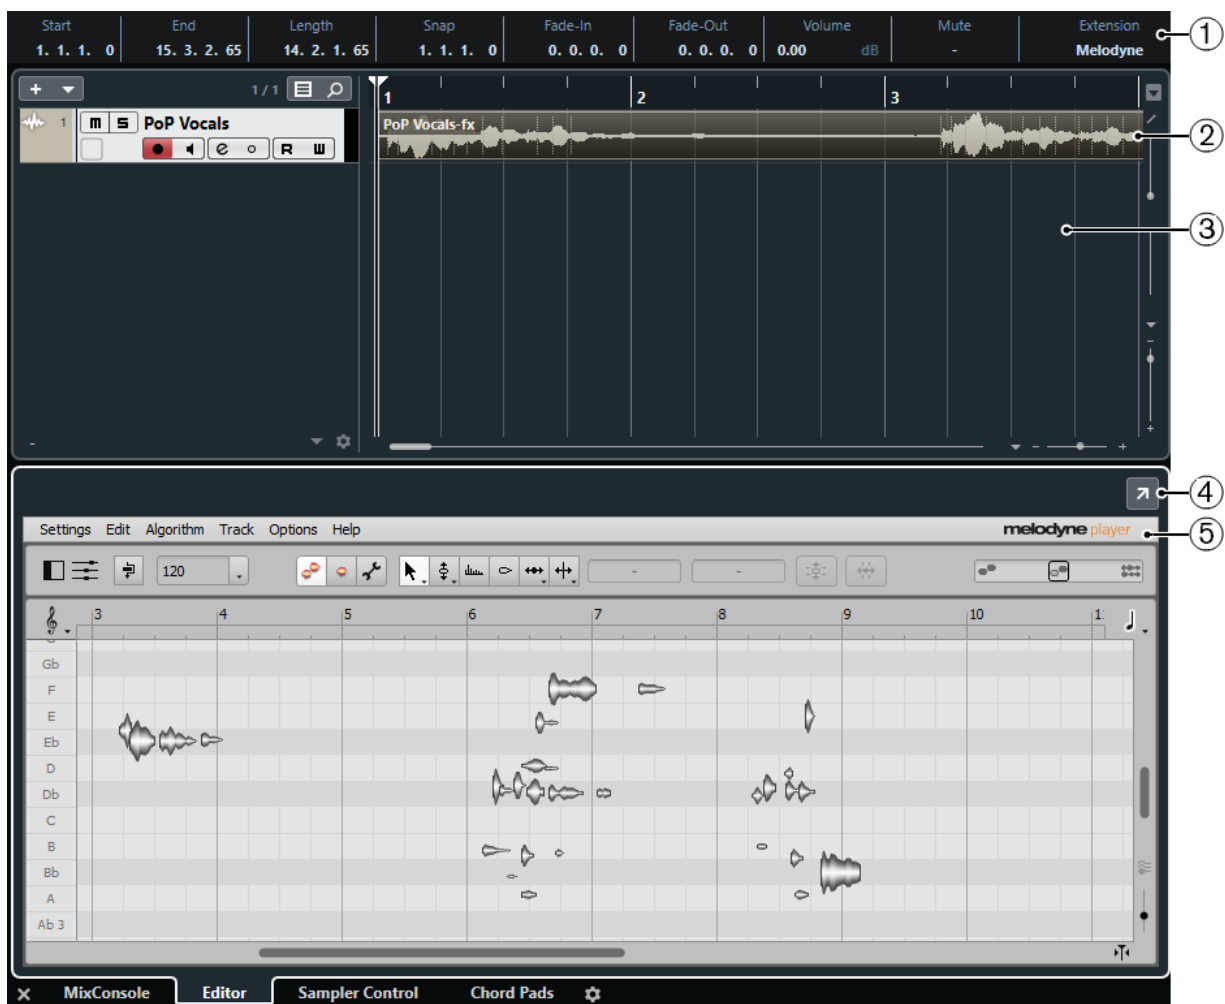 Start End Length Snap Fade-In Fade-Out Volume Mute Extension
1. 1. 1. 0 15. 3. 2. 65 14. 2. 1. 65 1. 1. 1. 0 0. 0. 0. 0 0. 0. 0. 0 0.00 dB - Melodyne
1
+ 1/1
1 2 3
1 m S PoP Vocals
PoP Vocals-fx
2
e R W
3
-
- +
4
Settings Edit Algorithm Track Options Help melodyne player
5
120 - -
3 4 5 6 7 8 9 10 11
Gb
F
E
Eb
D
Db
C
B
Bb
A
Ab 3
MixConsole Editor Sampler Control Chord Pads